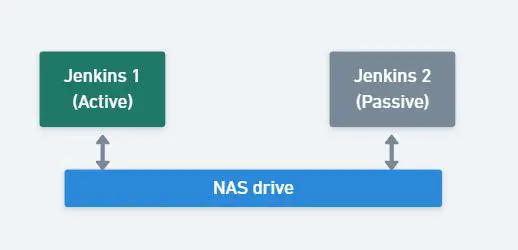 Jenkins 1
(Active)
Jenkins 2
(Passive)
NAS drive